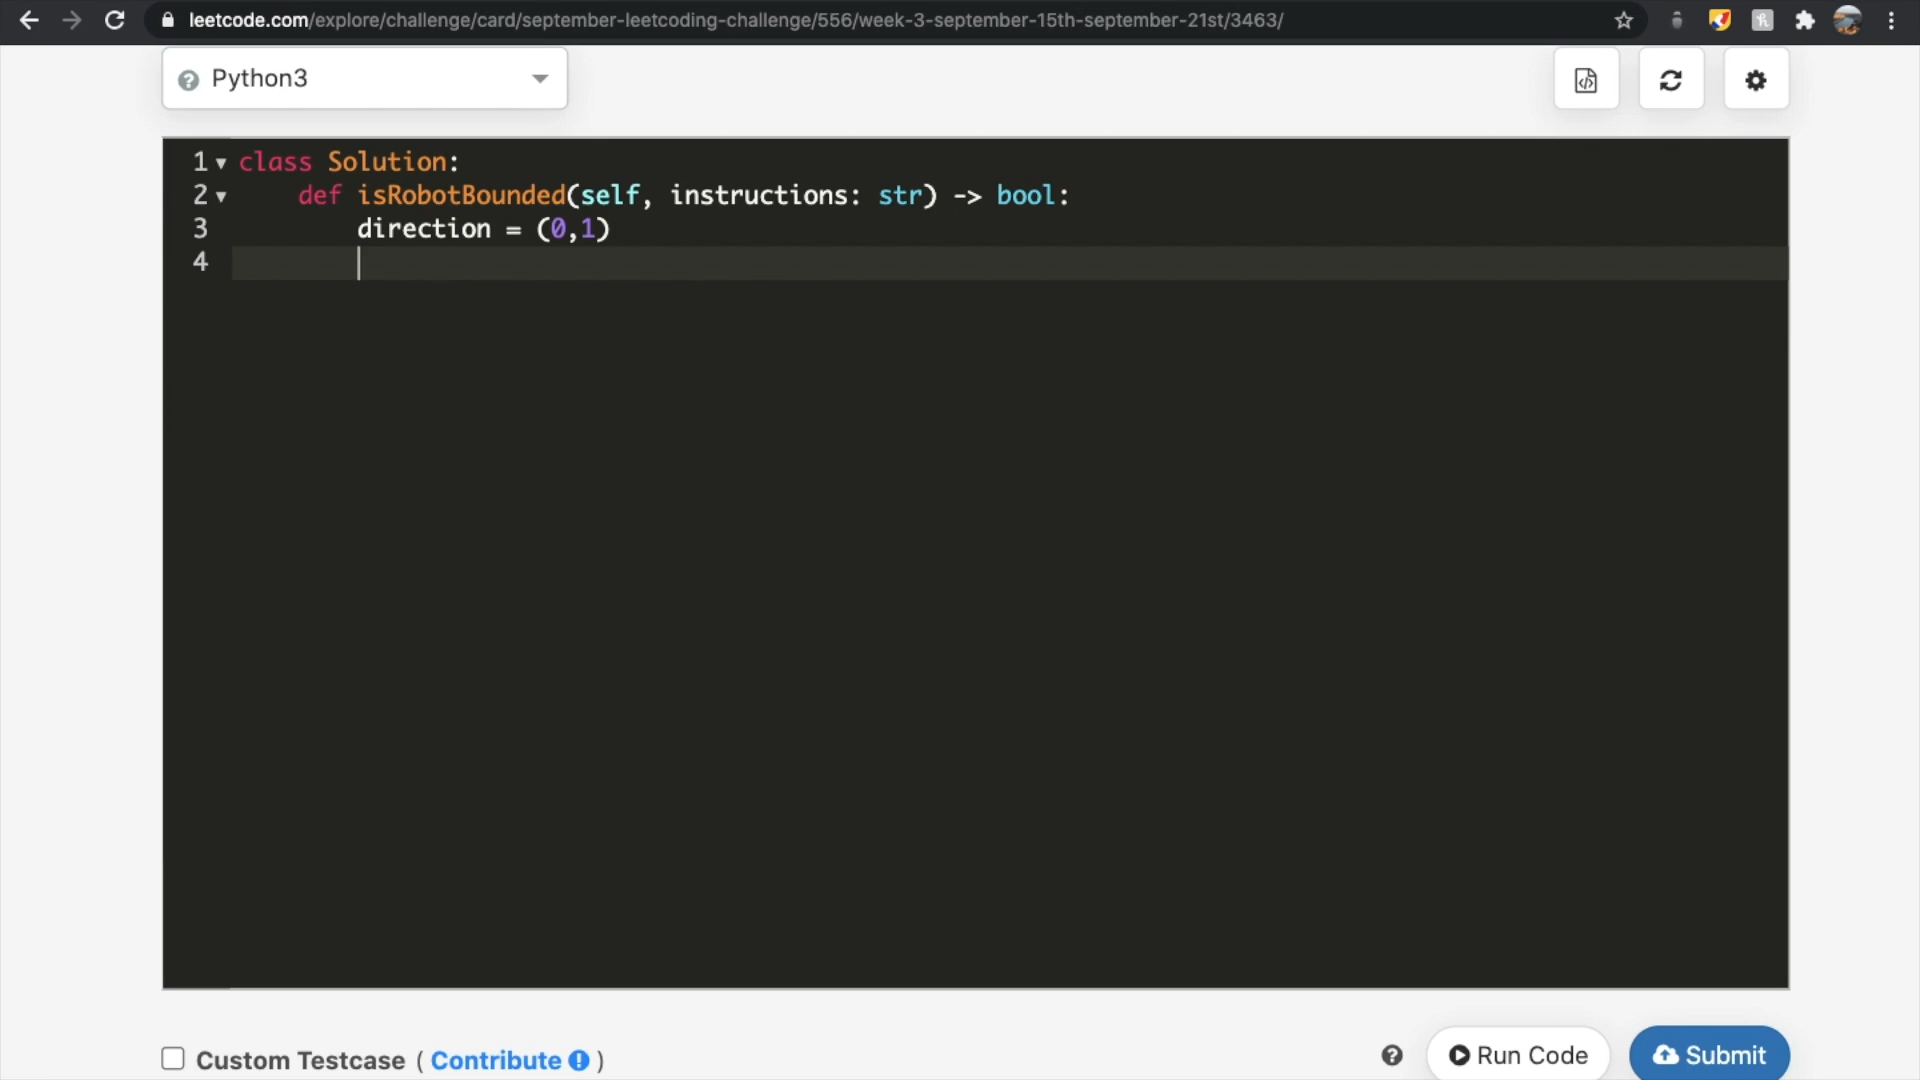 leetcode.com/explore/challenge/card/september-leetcoding-challenge/556/week-3-september-15th-september-21st/3463/
Python3
1 class Solution:
2 def isRobotBounded(self, instructions: str) -> bool:
3 direction = (0,1)
4
Custom Testcase ( Contribute ! )
? Run Code
Submit